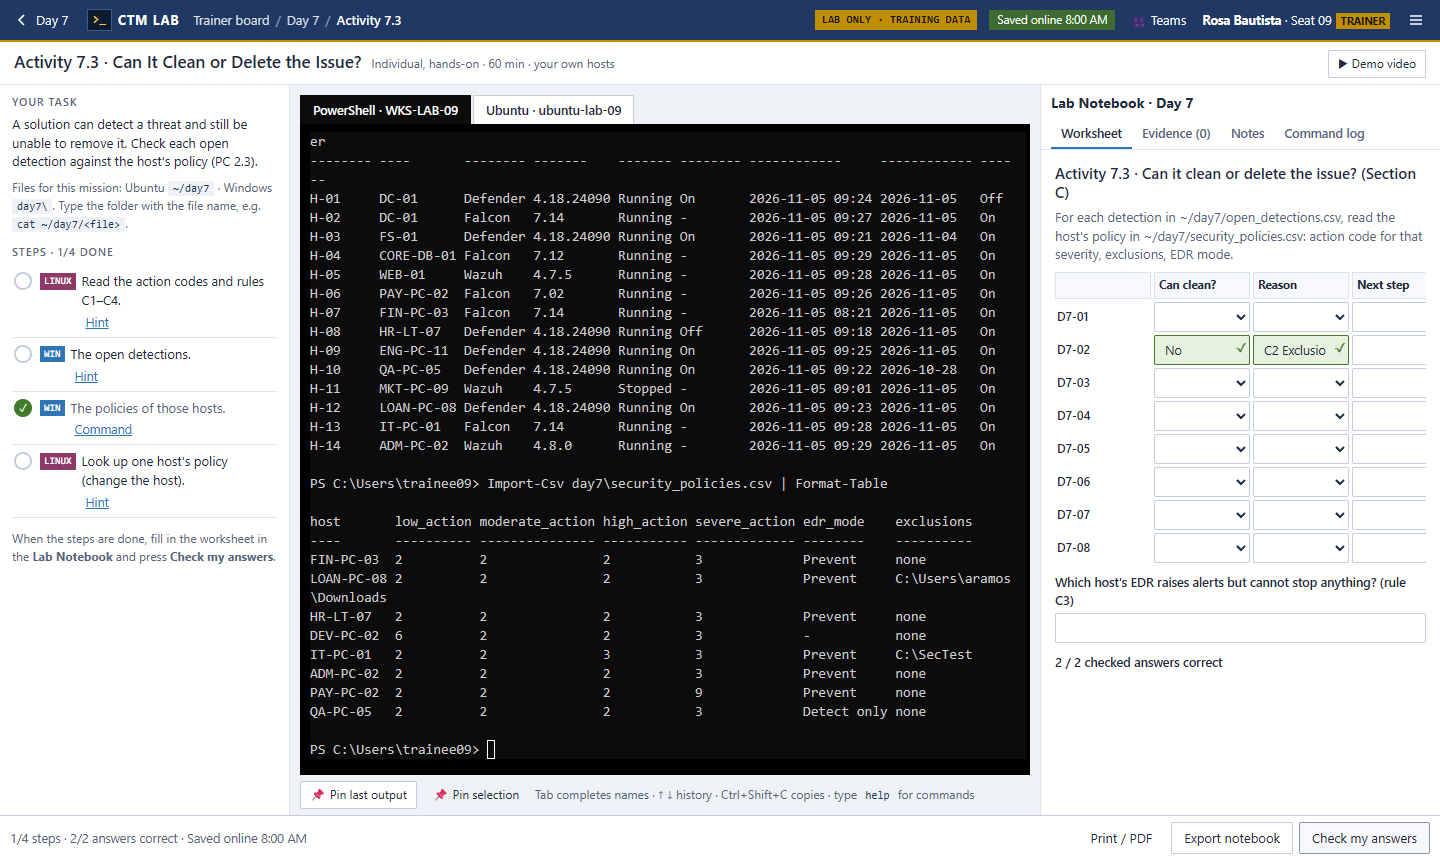 Day 7
>_ CTM LAB
Trainer board / Day 7 / Activity 7.3
LAB ONLY · TRAINING DATA
Saved online 8:00 AM
Teams
Rosa Bautista · Seat 09 TRAINER
Activity 7.3 · Can It Clean or Delete the Issue?
Individual, hands-on · 60 min · your own hosts
▶ Demo video
YOUR TASK
A solution can detect a threat and still be
unable to remove it. Check each open
detection against the host's policy (PC 2.3).
Files for this mission: Ubuntu ~/day7 · Windows
day7\ . Type the folder with the file name, e.g.
cat ~/day7/<file> .
STEPS · 1/4 DONE
LINUX Read the action codes and rules
C1–C4.
Hint
WIN The open detections.
Hint
WIN The policies of those hosts.
Command
LINUX Look up one host's policy
(change the host).
Hint
When the steps are done, fill in the worksheet in
the Lab Notebook and press Check my answers.
PowerShell · WKS-LAB-09
Ubuntu · ubuntu-lab-09
er
-------- ---- -------- ------- ------- -------- ------------ ------------ ----
--
H-01 DC-01 Defender 4.18.24090 Running On 2026-11-05 09:24 2026-11-05 Off
H-02 DC-01 Falcon 7.14 Running - 2026-11-05 09:27 2026-11-05 On
H-03 FS-01 Defender 4.18.24090 Running On 2026-11-05 09:21 2026-11-04 On
H-04 CORE-DB-01 Falcon 7.12 Running - 2026-11-05 09:29 2026-11-05 On
H-05 WEB-01 Wazuh 4.7.5 Running - 2026-11-05 09:28 2026-11-05 On
H-06 PAY-PC-02 Falcon 7.02 Running - 2026-11-05 09:26 2026-11-05 On
H-07 FIN-PC-03 Falcon 7.14 Running - 2026-11-05 08:21 2026-11-05 On
H-08 HR-LT-07 Defender 4.18.24090 Running Off 2026-11-05 09:18 2026-11-05 On
H-09 ENG-PC-11 Defender 4.18.24090 Running On 2026-11-05 09:25 2026-11-05 On
H-10 QA-PC-05 Defender 4.18.24090 Running On 2026-11-05 09:22 2026-10-28 On
H-11 MKT-PC-09 Wazuh 4.7.5 Stopped - 2026-11-05 09:01 2026-11-05 On
H-12 LOAN-PC-08 Defender 4.18.24090 Running On 2026-11-05 09:23 2026-11-05 On
H-13 IT-PC-01 Falcon 7.14 Running - 2026-11-05 09:28 2026-11-05 On
H-14 ADM-PC-02 Wazuh 4.8.0 Running - 2026-11-05 09:29 2026-11-05 On
PS C:\Users\trainee09> Import-Csv day7\security_policies.csv | Format-Table
host low_action moderate_action high_action severe_action edr_mode exclusions
---- ---------- --------------- ----------- ------------- -------- ----------
FIN-PC-03 2 2 2 3 Prevent none
LOAN-PC-08 2 2 2 3 Prevent C:\Users\aramos
\Downloads
HR-LT-07 2 2 2 3 Prevent none
DEV-PC-02 6 2 2 3 - none
IT-PC-01 2 2 3 3 Prevent C:\SecTest
ADM-PC-02 2 2 2 3 Prevent none
PAY-PC-02 2 2 2 9 Prevent none
QA-PC-05 2 2 2 3 Detect only none
PS C:\Users\trainee09>
Pin last output
Pin selection
Tab completes names · ↑ ↓ history · Ctrl+Shift+C copies · type help for commands
Lab Notebook · Day 7
Worksheet Evidence (0) Notes Command log
Activity 7.3 · Can it clean or delete the issue? (Section
C)
For each detection in ~/day7/open_detections.csv, read the
host's policy in ~/day7/security_policies.csv: action code for that
severity, exclusions, EDR mode.
Can clean? Reason Next step
D7-01
D7-02 No C2 Exclusio
D7-03
D7-04
D7-05
D7-06
D7-07
D7-08
Which host's EDR raises alerts but cannot stop anything? (rule
C3)
2 / 2 checked answers correct
1/4 steps · 2/2 answers correct · Saved online 8:00 AM
Print / PDF
Export notebook
Check my answers